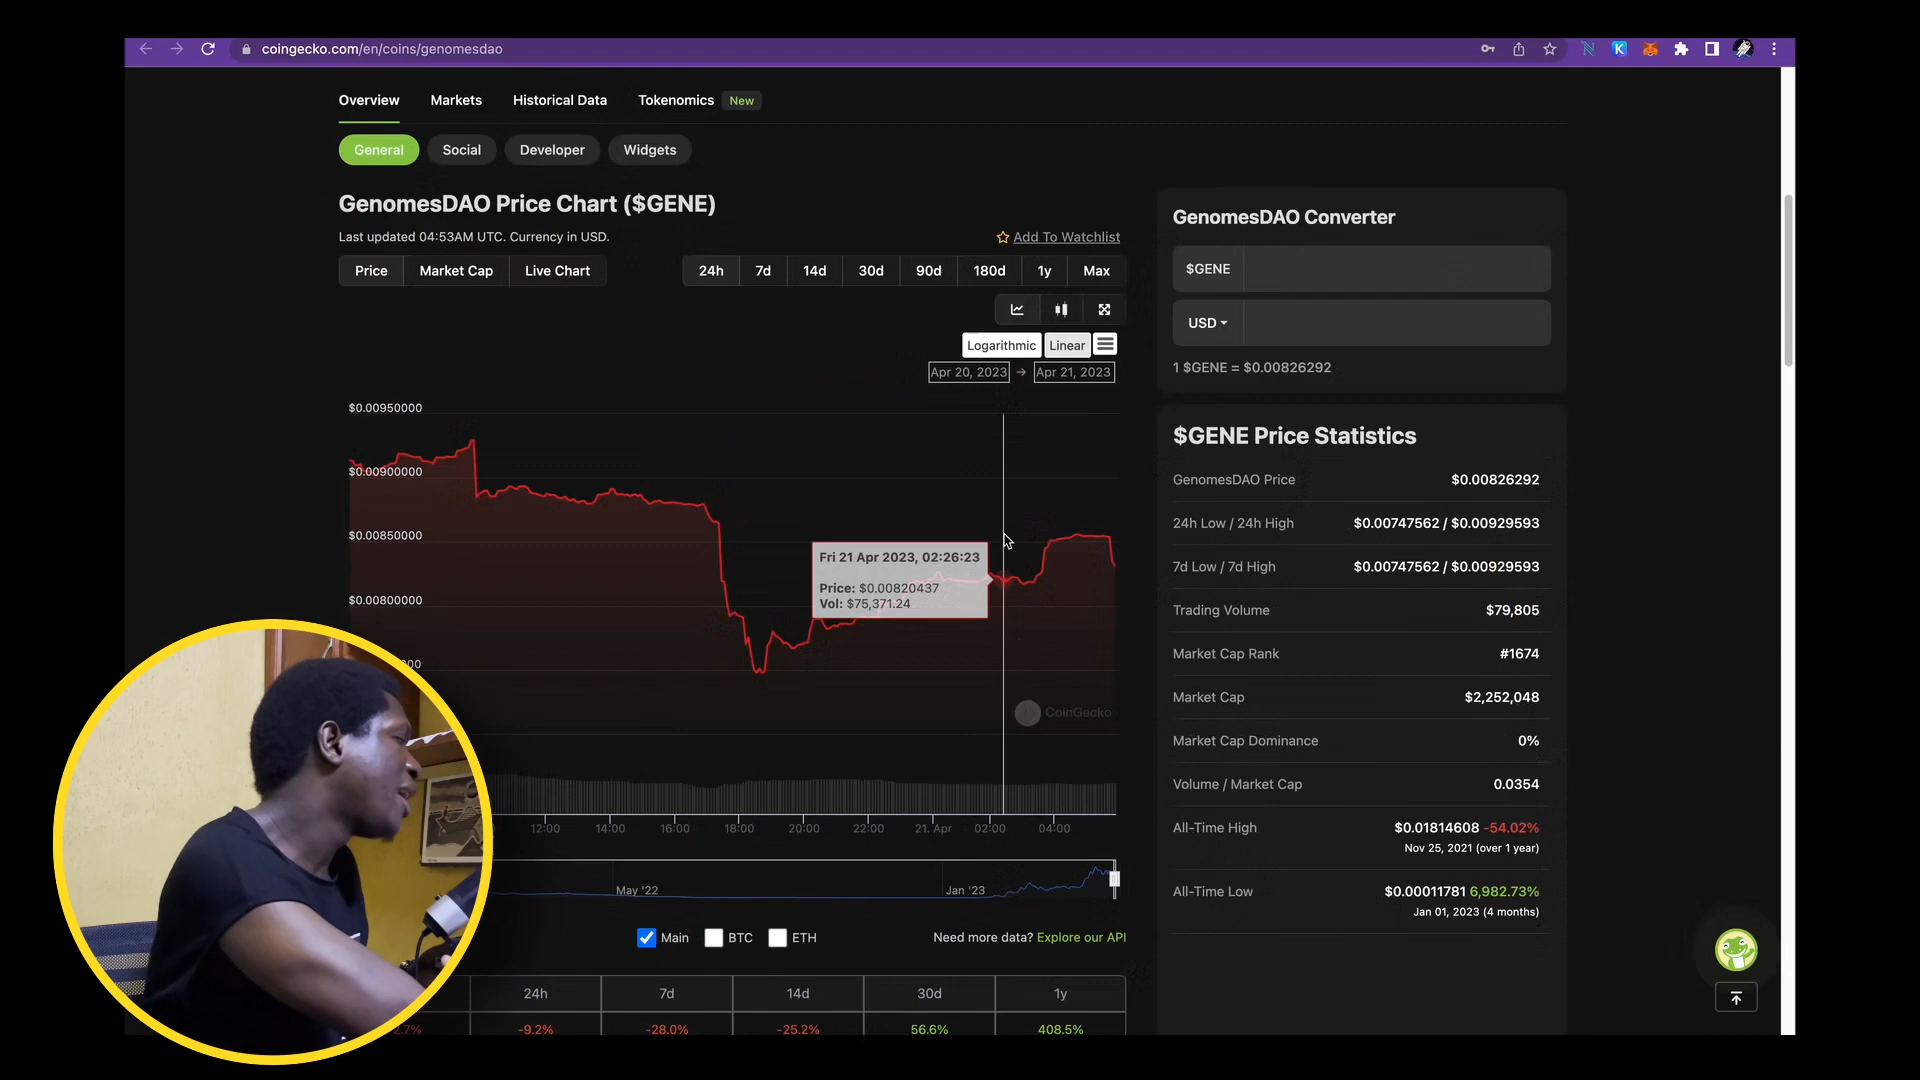 coingecko.com/en/coins/genomesdao
Overview Markets Historical Data Tokenomics New
General Social Developer Widgets
GenomesDAO Price Chart ($GENE)
Last updated 04:53AM UTC. Currency in USD.
Add To Watchlist
Price Market Cap Live Chart
24h 7d 14d 30d 90d 180d 1y Max
Logarithmic Linear
Apr 20, 2023 → Apr 21, 2023
$0.00950000
$0.00900000
$0.00850000
$0.00800000
Fri 21 Apr 2023, 02:26:23
Price: $0.00820437
Vol: $75,371.24
CoinGecko
12:00 14:00 16:00 18:00 20:00 22:00 21. Apr 02:00 04:00
May '22 Jan '23
Main BTC ETH
Need more data? Explore our API
24h 7d 14d 30d 1y
-9.2% -28.0% -25.2% 56.6% 408.5%
GenomesDAO Converter
$GENE
USD
1 $GENE = $0.00826292
$GENE Price Statistics
GenomesDAO Price $0.00826292
24h Low / 24h High $0.00747562 / $0.00929593
7d Low / 7d High $0.00747562 / $0.00929593
Trading Volume $79,805
Market Cap Rank #1674
Market Cap $2,252,048
Market Cap Dominance 0%
Volume / Market Cap 0.0354
All-Time High $0.01814608 -54.02%
Nov 25, 2021 (over 1 year)
All-Time Low $0.00011781 6,982.73%
Jan 01, 2023 (4 months)